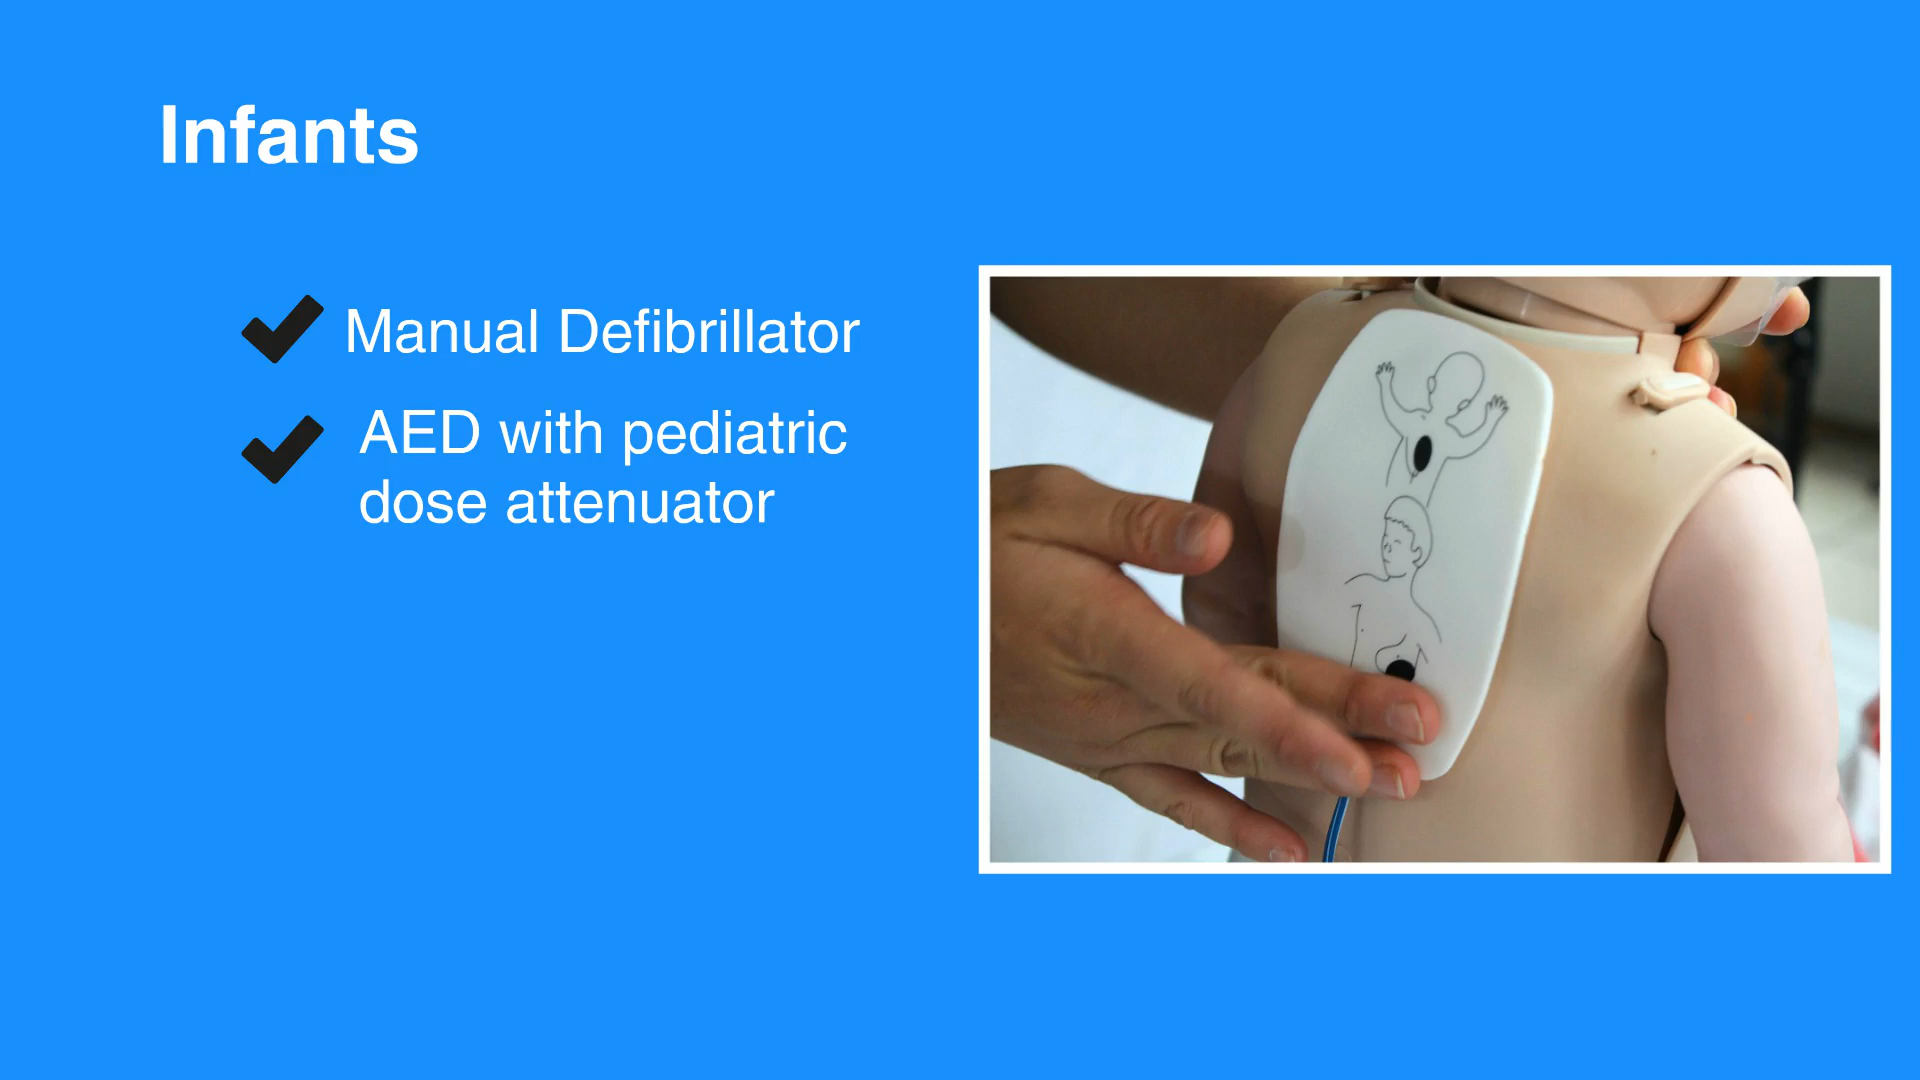 Infants
Manual Defibrillator
AED with pediatric
dose attenuator